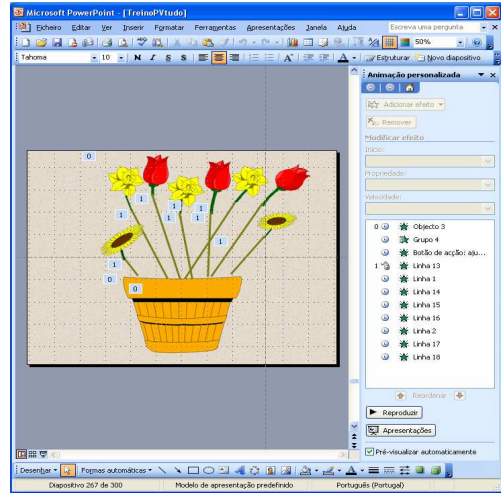 Microsoft PowerPoint - [TreinoPVtudo]
Ficheiro Editar Ver Inserir Formatar Ferramentas Apresentações Janela Ajuda Escreva uma pergunta
50%
Tahoma 10 N I S S Estruturar Novo diapositivo
Animação personalizada
Adicionar efeito
Remover
Modificar efeito
Início:
Propriedade:
Velocidade:
0
1
1
1
1
1
1
1
1
0
0
0 Objecto 3
Grupo 4
Botão de acção: aju...
1 Linha 13
Linha 1
Linha 14
Linha 15
Linha 16
Linha 2
Linha 17
Linha 18
Reordenar
Reproduzir
Apresentações
Pré-visualizar automaticamente
Desenhar Formas automáticas
Diapositivo 267 de 300 Modelo de apresentação predefinido Português (Portugal)